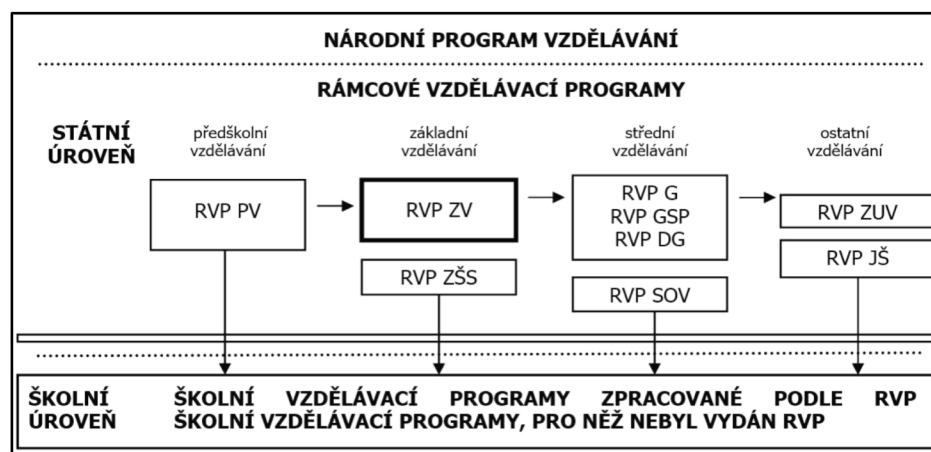 NÁRODNÍ PROGRAM VZDĚLÁVÁNÍ
RÁMCOVÉ VZDĚLÁVACÍ PROGRAMY
STÁTNÍ
ÚROVEŇ
předškolní
vzdělávání
základní
vzdělávání
střední
vzdělávání
ostatní
vzdělávání
RVP PV
RVP ZV
RVP G
RVP GSP
RVP DG
RVP ZUV
RVP ZŠS
RVP SOV
RVP JŠ
ŠKOLNÍ
ÚROVEŇ
ŠKOLNÍ VZDĚLÁVACÍ PROGRAMY ZPRACOVANÉ PODLE RVP
ŠKOLNÍ VZDĚLÁVACÍ PROGRAMY, PRO NĚŽ NEBYL VYDÁN RVP